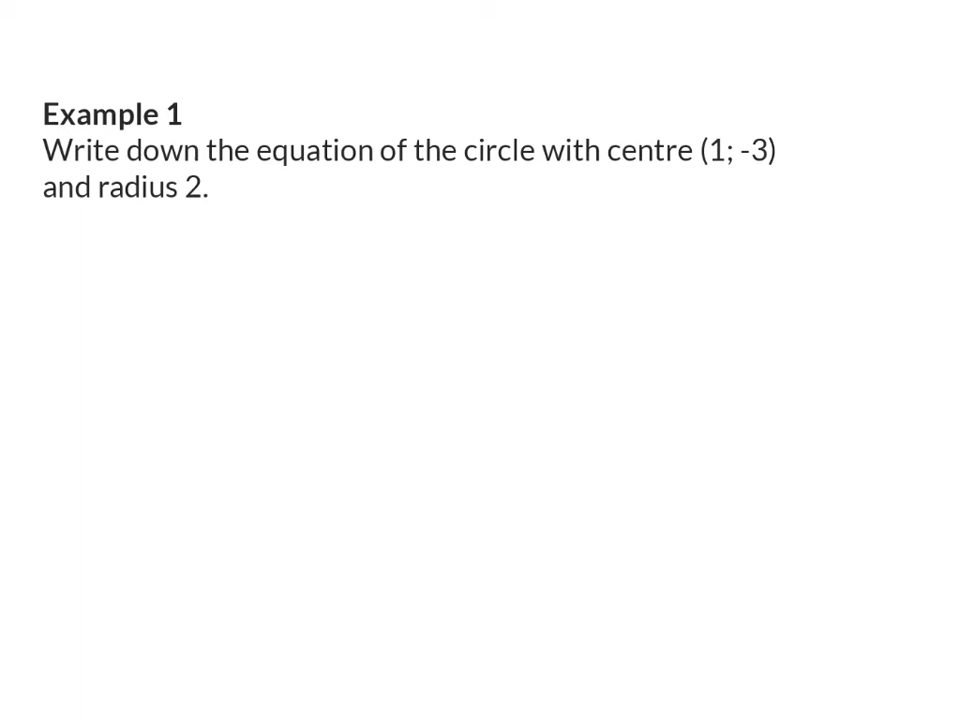 Example 1
Write down the equation of the circle with centre (1; -3)
and radius 2.